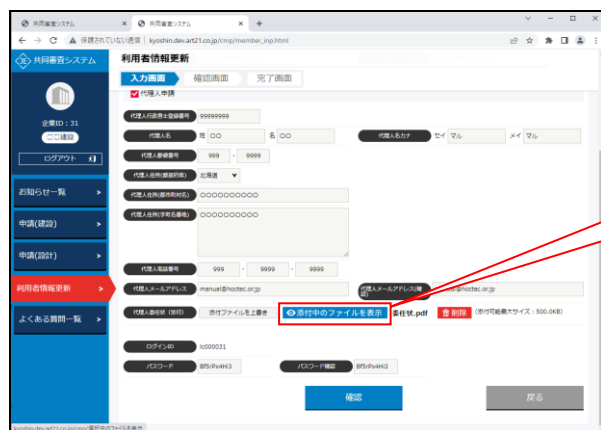 共同審査システム × 共同審査システム × +
保護されていない通信 | kyoshin.dev.art21.co.jp/cmp/member_inp.html
共同審査システム
利用者情報更新
入力画面 確認画面 完了画面
企業ID：31
ここ建設
ログアウト
お知らせ一覧 >
申請(建設) >
申請(設計) >
利用者情報更新 >
よくある質問一覧 >
代理人申請
代理人行政書士登録番号 99999999
代理人名 姓 〇〇 名 〇〇 代理人名カナ セイ マル メイ マル
代理人郵便番号 999 - 9999
代理人住所(都道府県) 北海道 ▼
代理人住所(郡市町村名) 〇〇〇〇〇〇〇〇〇〇
代理人住所(字町名番地) 〇〇〇〇〇〇〇〇〇〇
代理人電話番号 999 - 9999 - 9999
代理人メールアドレス manual@hoctec.or.jp 代理人メールアドレス(確認) @hoctec.or.jp
代理人委任状（添付） 添付ファイルを上書き 添付中のファイルを表示 委任状.pdf 削除 (添付可能最大サイズ：500.0KB)
ログインID lc000031
パスワード Bf5rPx4Hi3 パスワード確認 Bf5rPx4Hi3
確認 戻る